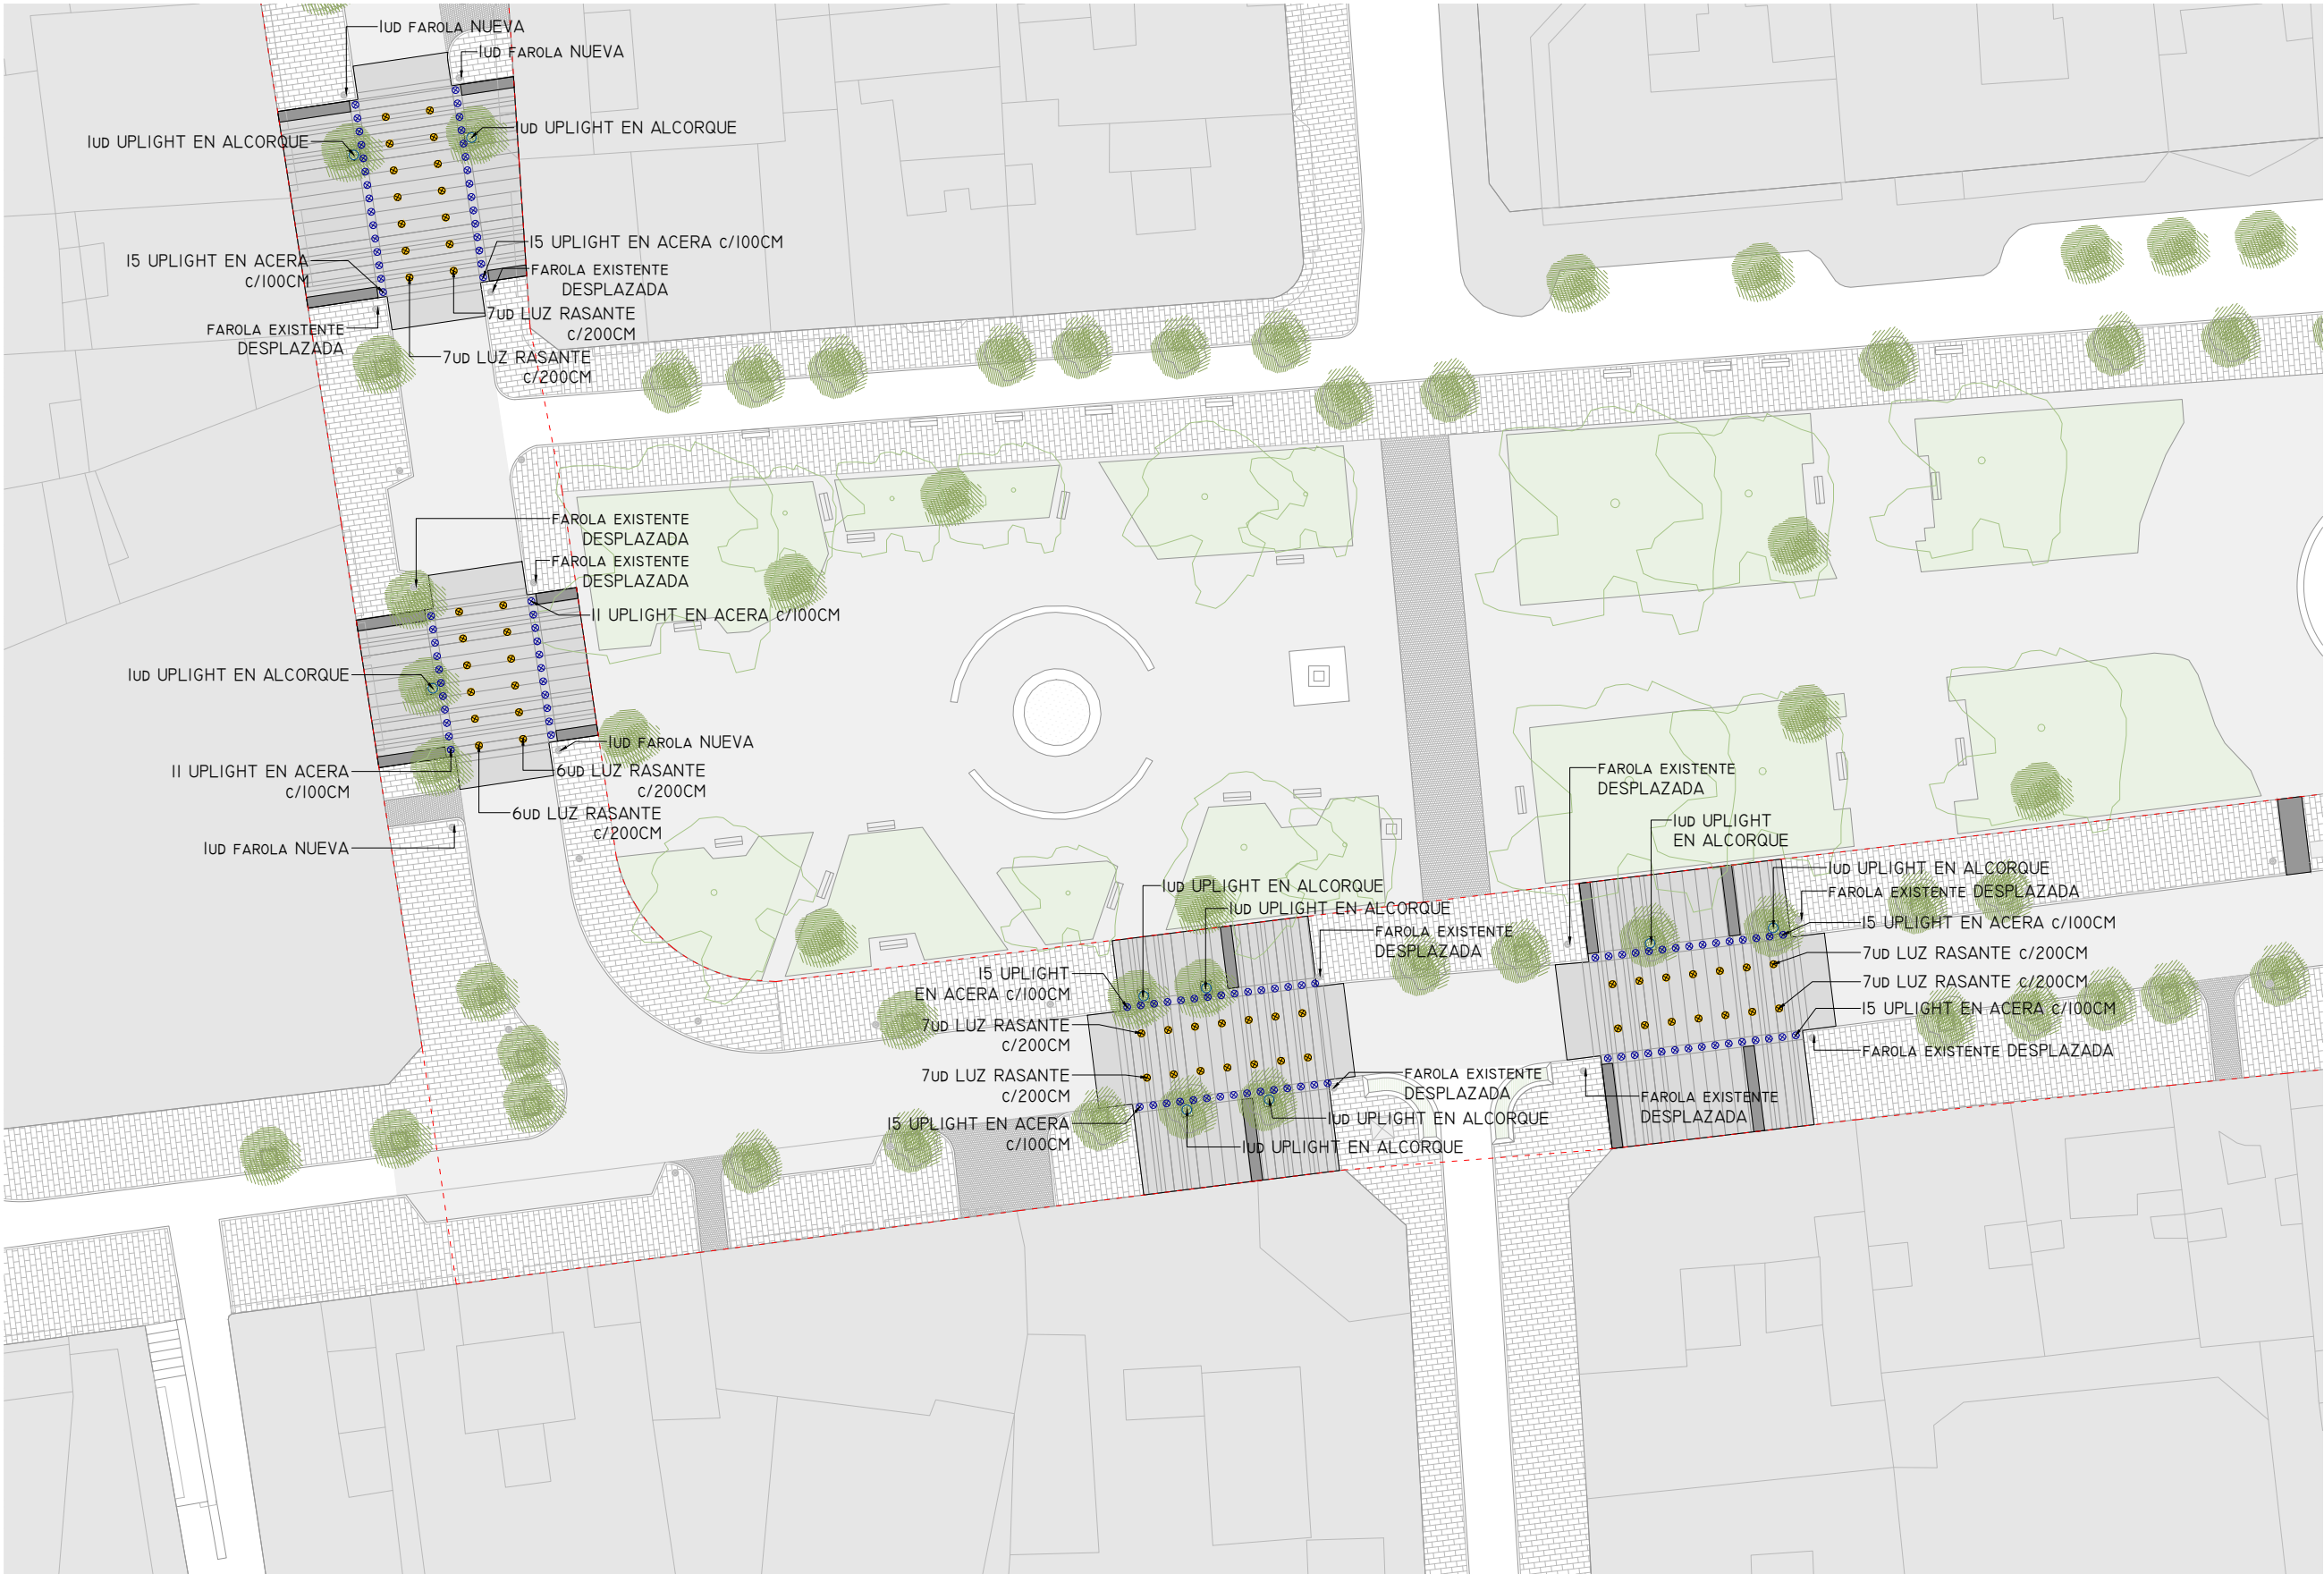 1UD FAROLA NUEVA
1UD FAROLA NUEVA
1UD UPLIGHT EN ALCORQUE
1UD UPLIGHT EN ALCORQUE
15 UPLIGHT EN ACERA C/100CM
15 UPLIGHT EN ACERA
C/100CM
FAROLA EXISTENTE
DESPLAZADA
7UD LUZ RASANTE
C/200CM
FAROLA EXISTENTE
DESPLAZADA
7UD LUZ RASANTE
C/200CM
FAROLA EXISTENTE
DESPLAZADA
FAROLA EXISTENTE
DESPLAZADA
11 UPLIGHT EN ACERA C/100CM
1UD UPLIGHT EN ALCORQUE
1UD FAROLA NUEVA
11 UPLIGHT EN ACERA
C/100CM
6UD LUZ RASANTE
C/200CM
6UD LUZ RASANTE
C/200CM
1UD FAROLA NUEVA
FAROLA EXISTENTE
DESPLAZADA
1UD UPLIGHT
EN ALCORQUE
1UD UPLIGHT EN ALCORQUE
FAROLA EXISTENTE DESPLAZADA
15 UPLIGHT EN ACERA C/100CM
7UD LUZ RASANTE C/200CM
7UD LUZ RASANTE C/200CM
15 UPLIGHT EN ACERA C/100CM
FAROLA EXISTENTE DESPLAZADA
FAROLA EXISTENTE
DESPLAZADA
1UD UPLIGHT EN ALCORQUE
1UD UPLIGHT EN ALCORQUE
FAROLA EXISTENTE
DESPLAZADA
15 UPLIGHT
EN ACERA C/100CM
7UD LUZ RASANTE
C/200CM
7UD LUZ RASANTE
C/200CM
15 UPLIGHT EN ACERA
C/100CM
FAROLA EXISTENTE
DESPLAZADA
1UD UPLIGHT EN ALCORQUE
1UD UPLIGHT EN ALCORQUE